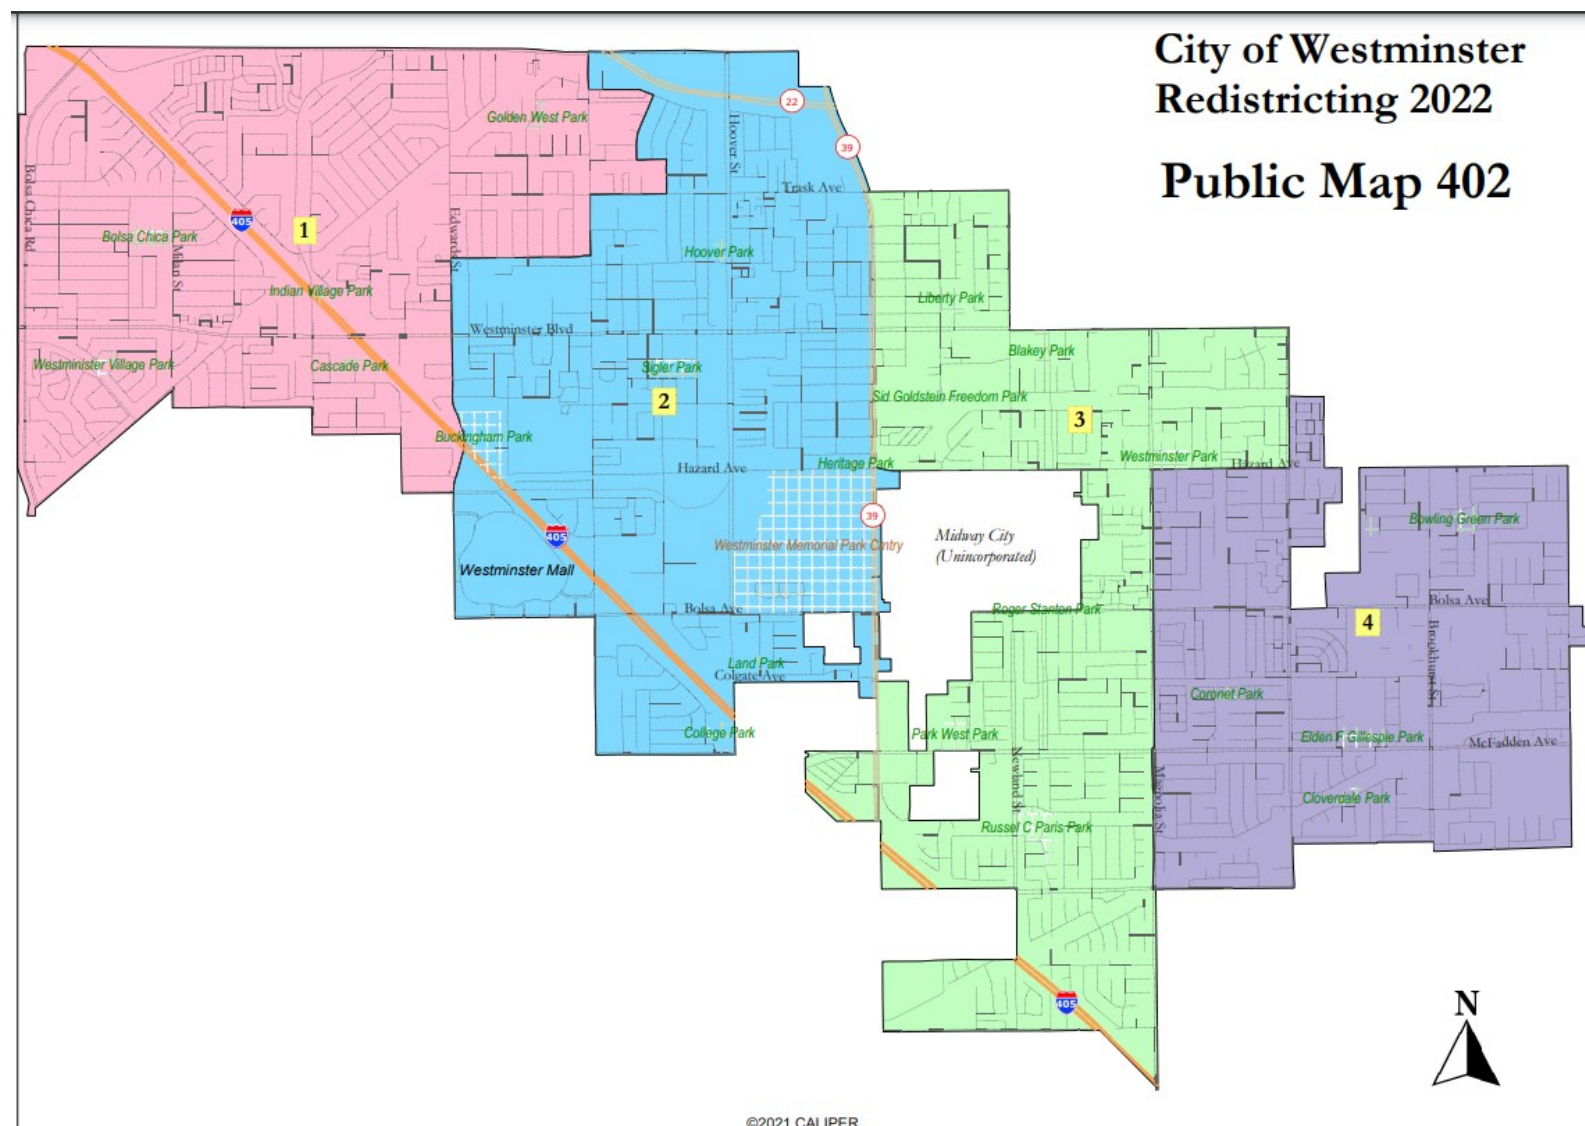 City of Westminster
Redistricting 2022
Public Map 402
22
Golden West Park
Hoover St
39
Trask Ave
Bolsa Chica Rd
405
1
Bolsa Chica Park
Milan St
Edwards St
Hoover Park
Indian Village Park
Liberty Park
Westminster Blvd
Blakey Park
Westminister Village Park
Cascade Park
Sigler Park
2
Sid Goldstein Freedom Park
3
Buckingham Park
Hazard Ave
Heritage Park
Westminster Park
Hazard Ave
39
Bowling Green Park
405
Midway City
(Unincorporated)
Westminster Memorial Park Cmtry
Westminster Mall
Bolsa Ave
Roger Stanton Park
Bolsa Ave
4
Brookhurst St
Land Park
Colgate Ave
Coronet Park
College Park
Park West Park
Elden F Gillespie Park
McFadden Ave
Newland St
Magnolia St
Cloverdale Park
Russel C Paris Park
405
N
©2021 CALIPER